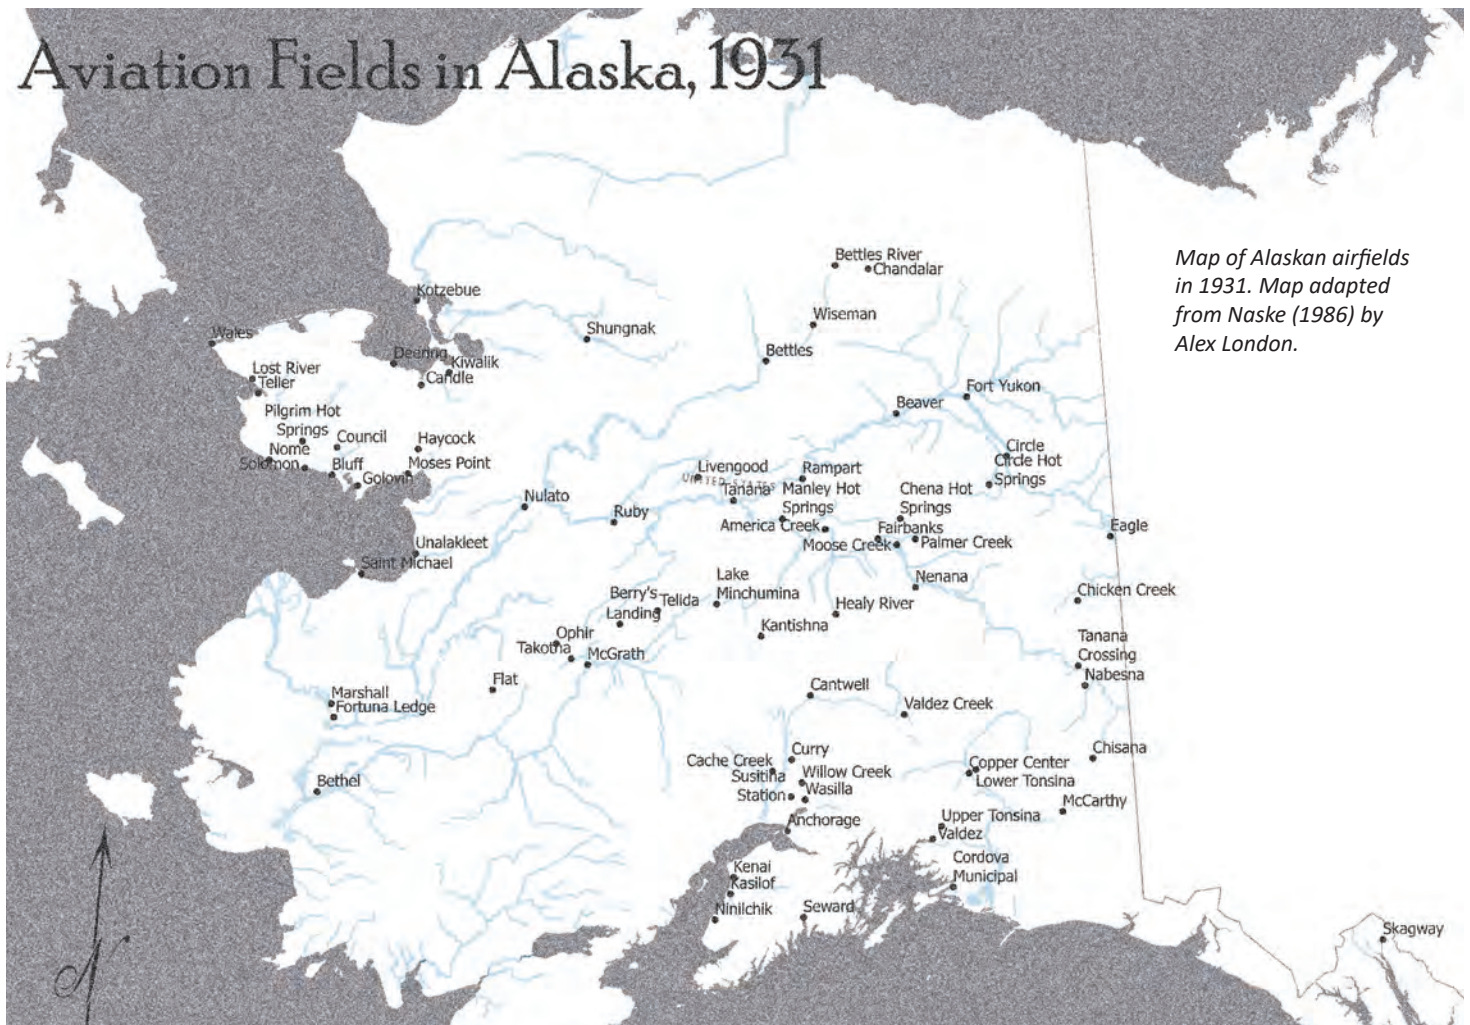 Aviation Fields in Alaska, 1931
Map of Alaskan airfields
in 1931. Map adapted
from Naske (1986) by
Alex London.
Bettles River
Chandalar
Kotzebue
Wiseman
Shungnak
Wales
Bettles
Deering
Kiwalik
Candle
Lost River
Teller
Fort Yukon
Beaver
Pilgrim Hot
Springs
Council
Haycock
Nome
Solomon
Bluff
Moses Point
Golovin
Circle
Circle Hot
Springs
Livengood
UNITED STATES
Rampart
Tanana
Manley Hot
Springs
Chena Hot
Springs
Nulato
Ruby
America Creek
Fairbanks
Eagle
Moose Creek
Palmer Creek
Unalakleet
Saint Michael
Nenana
Lake
Minchumina
Berry's
Landing
Telida
Healy River
Chicken Creek
Kantishna
Ophir
Takotna
McGrath
Tanana
Crossing
Nabesna
Flat
Cantwell
Marshall
Fortuna Ledge
Valdez Creek
Curry
Chisana
Cache Creek
Copper Center
Willow Creek
Susitina
Station
Lower Tonsina
Bethel
Wasilla
McCarthy
Anchorage
Upper Tonsina
Valdez
Cordova
Municipal
Kenai
Kasilof
Ninilchik
Seward
Skagway
N